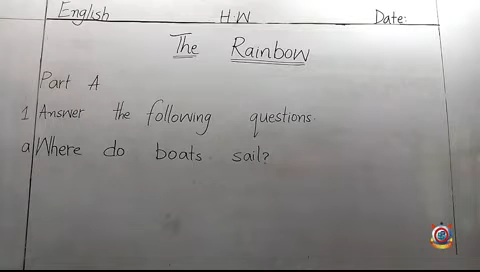 English H.W Date:
The Rainbow
Part A
1 Answer the following questions.
a Where do boats sail?